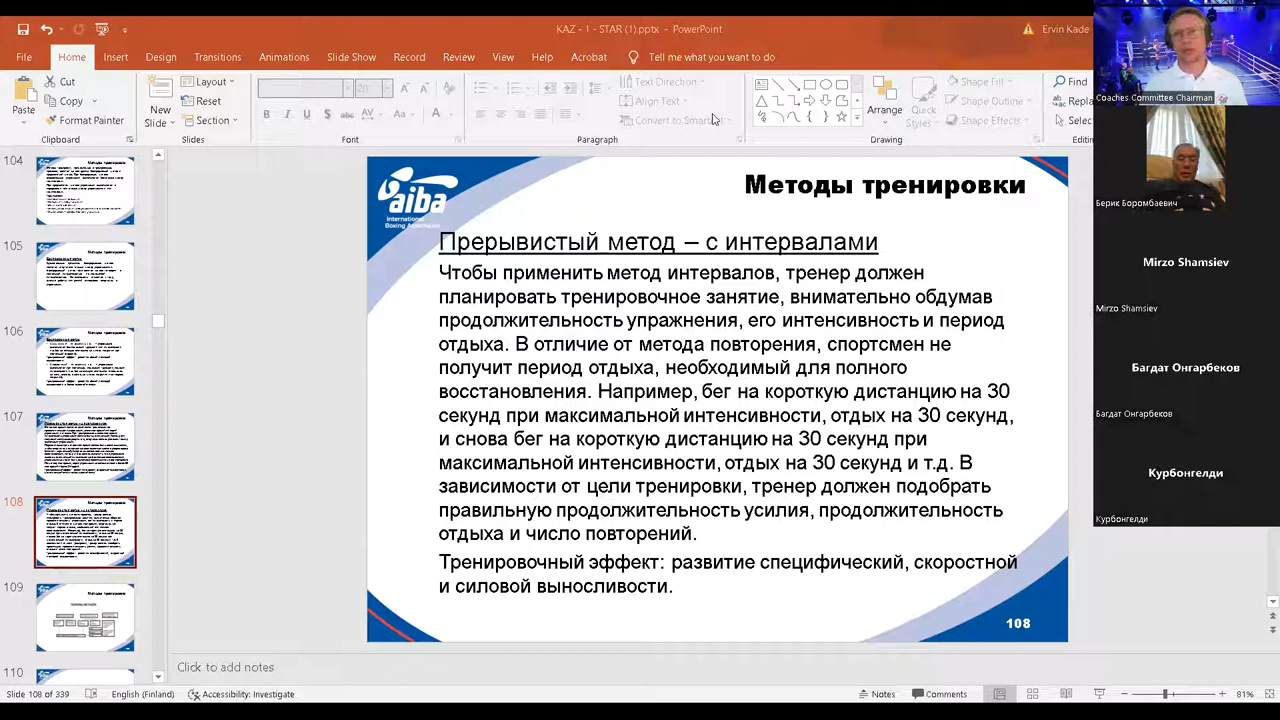 KAZ - 1 - STAR (1).pptx - PowerPoint
Ervin Kade
File Home Insert Design Transitions Animations Slide Show Record Review View Help Acrobat Tell me what you want to do
Paste
Cut
Copy
Format Painter
Clipboard
New Slide
Layout
Reset
Section
Slides
20
Font
Text Direction
Align Text
Convert to SmartArt
Paragraph
Arrange
Quick Styles
Shape Fill
Shape Outline
Shape Effects
Drawing
Find
Repla
Selec
Editin
Coaches Committee Chairman
Берик Боромбаевич
Mirzo Shamsiev
Mirzo Shamsiev
Багдат Онгарбеков
Багдат Онгарбеков
Курбонгелди
Курбонгелди
104
105
106
107
108
109
110
Методы тренировки
aiba
International
Boxing Association
Прерывистый метод – с интервалами
Чтобы применить метод интервалов, тренер должен
планировать тренировочное занятие, внимательно обдумав
продолжительность упражнения, его интенсивность и период
отдыха. В отличие от метода повторения, спортсмен не
получит период отдыха, необходимый для полного
восстановления. Например, бег на короткую дистанцию на 30
секунд при максимальной интенсивности, отдых на 30 секунд,
и снова бег на короткую дистанцию на 30 секунд при
максимальной интенсивности, отдых на 30 секунд и т.д. В
зависимости от цели тренировки, тренер должен подобрать
правильную продолжительность усилия, продолжительность
отдыха и число повторений.
Тренировочный эффект: развитие специфический, скоростной
и силовой выносливости.
108
Click to add notes
Slide 108 of 339 English (Finland) Accessibility: Investigate Notes Comments 81%